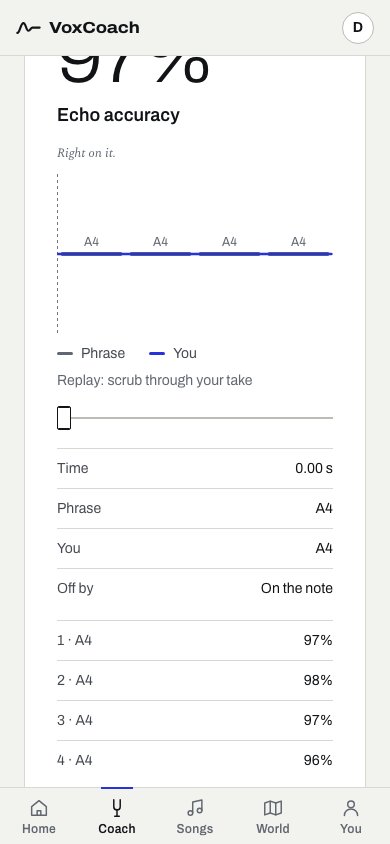 VoxCoach
D
97%
Echo accuracy
Right on it.
A4 A4 A4 A4
Phrase You
Replay: scrub through your take
Time 0.00 s
Phrase A4
You A4
Off by On the note
1 · A4 97%
2 · A4 98%
3 · A4 97%
4 · A4 96%
Home Coach Songs World You